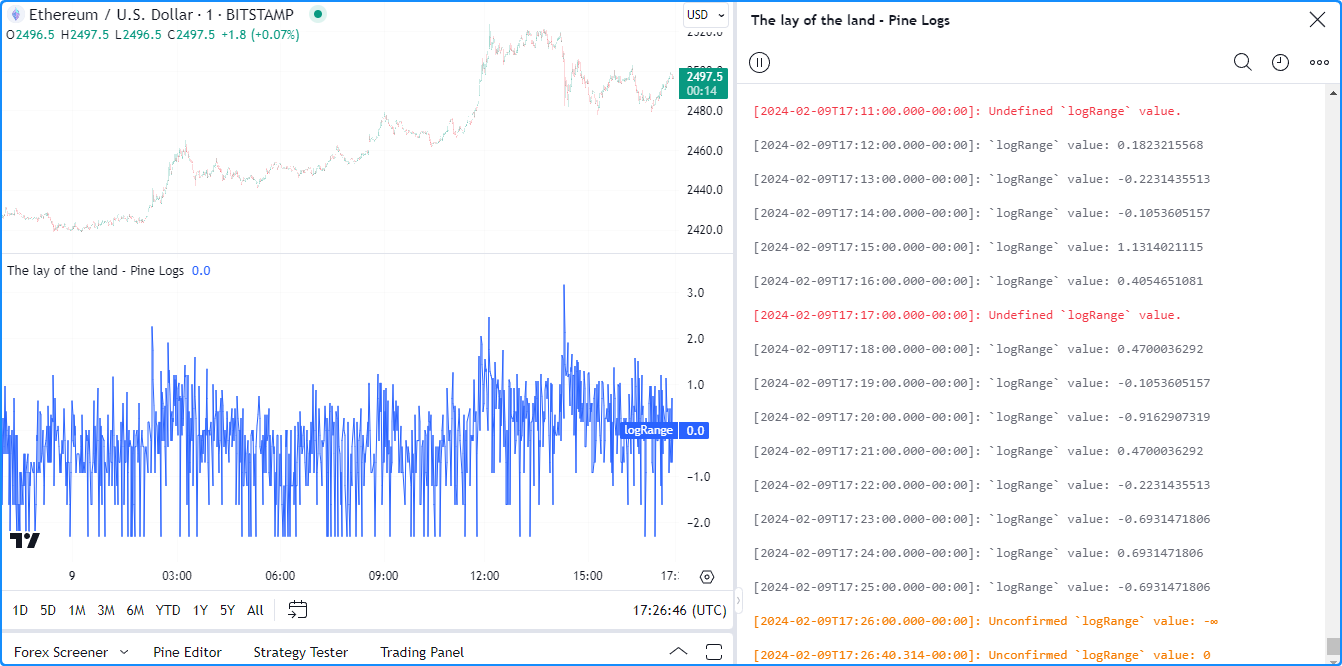 Ethereum / U.S. Dollar · 1 · BITSTAMP
O2496.5 H2497.5 L2496.5 C2497.5 +1.8 (+0.07%)
USD
2520.0
2500.0
2497.5
00:14
2480.0
2460.0
2440.0
2420.0
The lay of the land - Pine Logs 0.0
3.0
2.0
1.0
logRange 0.0
−1.0
−2.0
9 03:00 06:00 09:00 12:00 15:00 17:
1D 5D 1M 3M 6M YTD 1Y 5Y All
17:26:46 (UTC)
Forex Screener Pine Editor Strategy Tester Trading Panel
The lay of the land - Pine Logs
[2024-02-09T17:11:00.000-00:00]: Undefined `logRange` value.
[2024-02-09T17:12:00.000-00:00]: `logRange` value: 0.1823215568
[2024-02-09T17:13:00.000-00:00]: `logRange` value: -0.2231435513
[2024-02-09T17:14:00.000-00:00]: `logRange` value: -0.1053605157
[2024-02-09T17:15:00.000-00:00]: `logRange` value: 1.1314021115
[2024-02-09T17:16:00.000-00:00]: `logRange` value: 0.4054651081
[2024-02-09T17:17:00.000-00:00]: Undefined `logRange` value.
[2024-02-09T17:18:00.000-00:00]: `logRange` value: 0.4700036292
[2024-02-09T17:19:00.000-00:00]: `logRange` value: -0.1053605157
[2024-02-09T17:20:00.000-00:00]: `logRange` value: -0.9162907319
[2024-02-09T17:21:00.000-00:00]: `logRange` value: 0.4700036292
[2024-02-09T17:22:00.000-00:00]: `logRange` value: -0.2231435513
[2024-02-09T17:23:00.000-00:00]: `logRange` value: -0.6931471806
[2024-02-09T17:24:00.000-00:00]: `logRange` value: 0.6931471806
[2024-02-09T17:25:00.000-00:00]: `logRange` value: -0.6931471806
[2024-02-09T17:26:00.000-00:00]: Unconfirmed `logRange` value: -∞
[2024-02-09T17:26:40.314-00:00]: Unconfirmed `logRange` value: 0